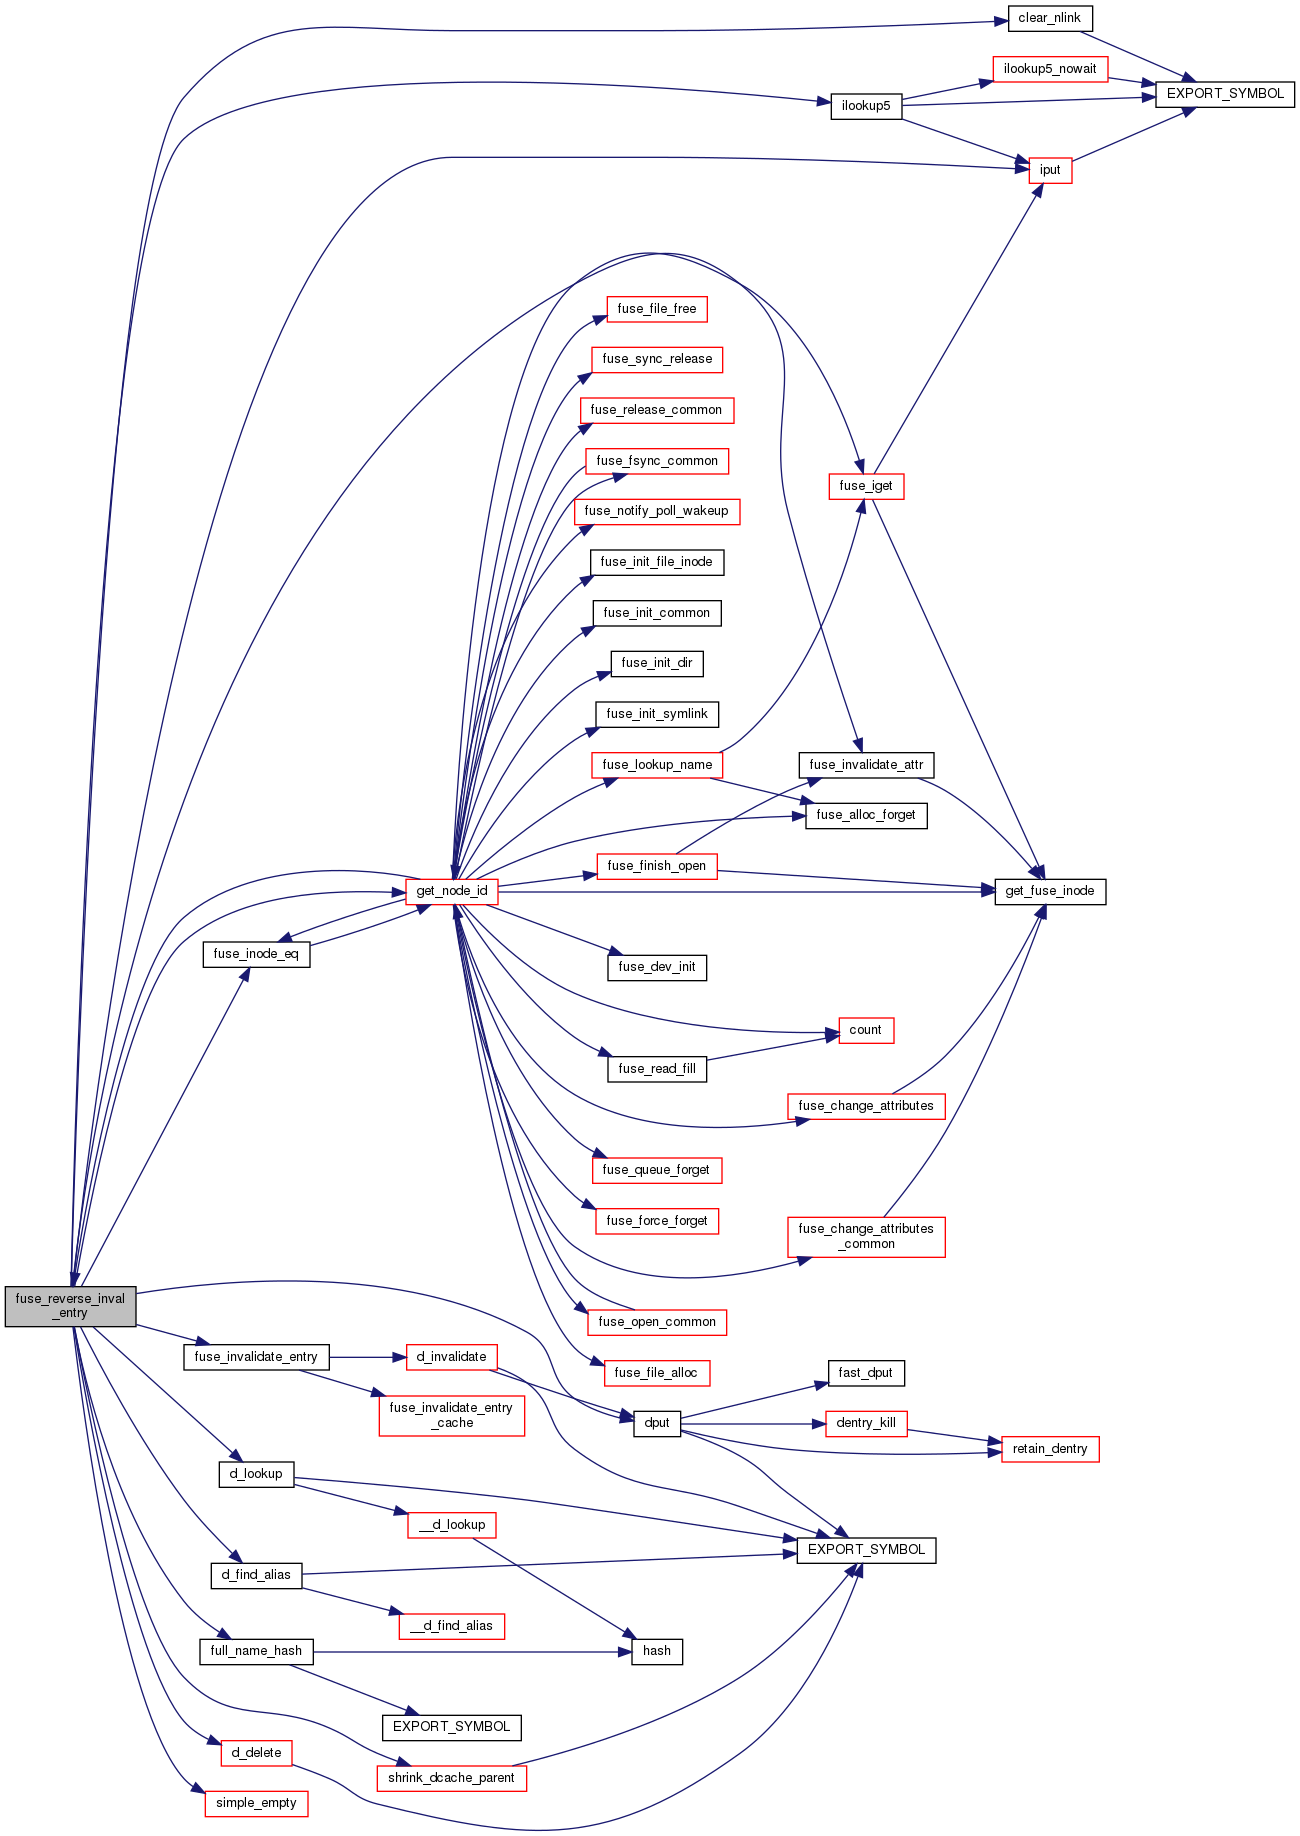 clear_nlink
ilookup5_nowait
EXPORT_SYMBOL
ilookup5
iput
fuse_file_free
fuse_sync_release
fuse_release_common
fuse_fsync_common
fuse_iget
fuse_notify_poll_wakeup
fuse_init_file_inode
fuse_init_common
fuse_init_dir
fuse_init_symlink
fuse_lookup_name
fuse_invalidate_attr
fuse_alloc_forget
fuse_finish_open
get_node_id
get_fuse_inode
fuse_inode_eq
fuse_dev_init
count
fuse_read_fill
fuse_change_attributes
fuse_queue_forget
fuse_force_forget
fuse_change_attributes
_common
fuse_reverse_inval
_entry
fuse_open_common
fuse_invalidate_entry
d_invalidate
fuse_file_alloc
fast_dput
fuse_invalidate_entry
_cache
dput
dentry_kill
retain_dentry
d_lookup
__d_lookup
EXPORT_SYMBOL
d_find_alias
__d_find_alias
full_name_hash
hash
EXPORT_SYMBOL
d_delete
shrink_dcache_parent
simple_empty